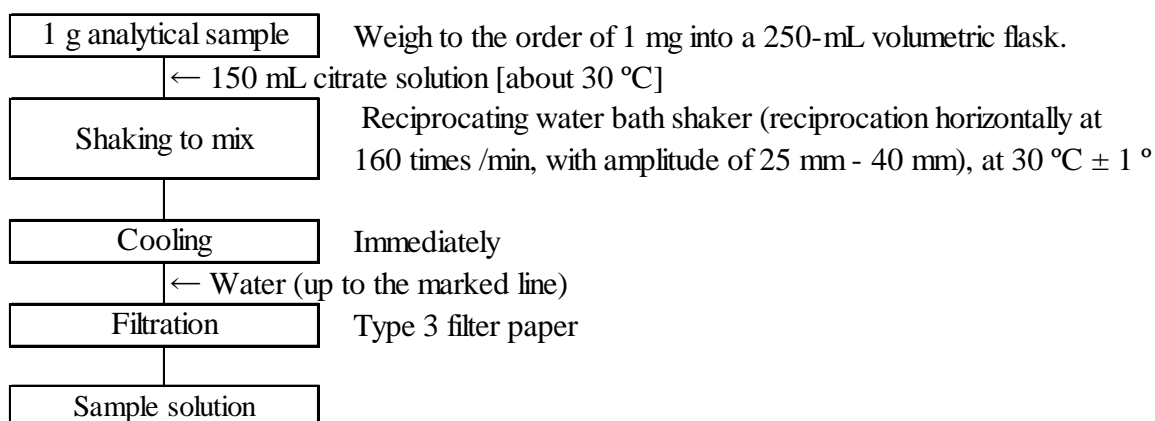 1 g analytical sample Weigh to the order of 1 mg into a 250-mL volumetric flask.
← 150 mL citrate solution [about 30 ºC]
Shaking to mix
Reciprocating water bath shaker (reciprocation horizontally at
160 times /min, with amplitude of 25 mm - 40 mm), at 30 ºC ± 1 º
Cooling Immediately
← Water (up to the marked line)
Filtration Type 3 filter paper
Sample solution